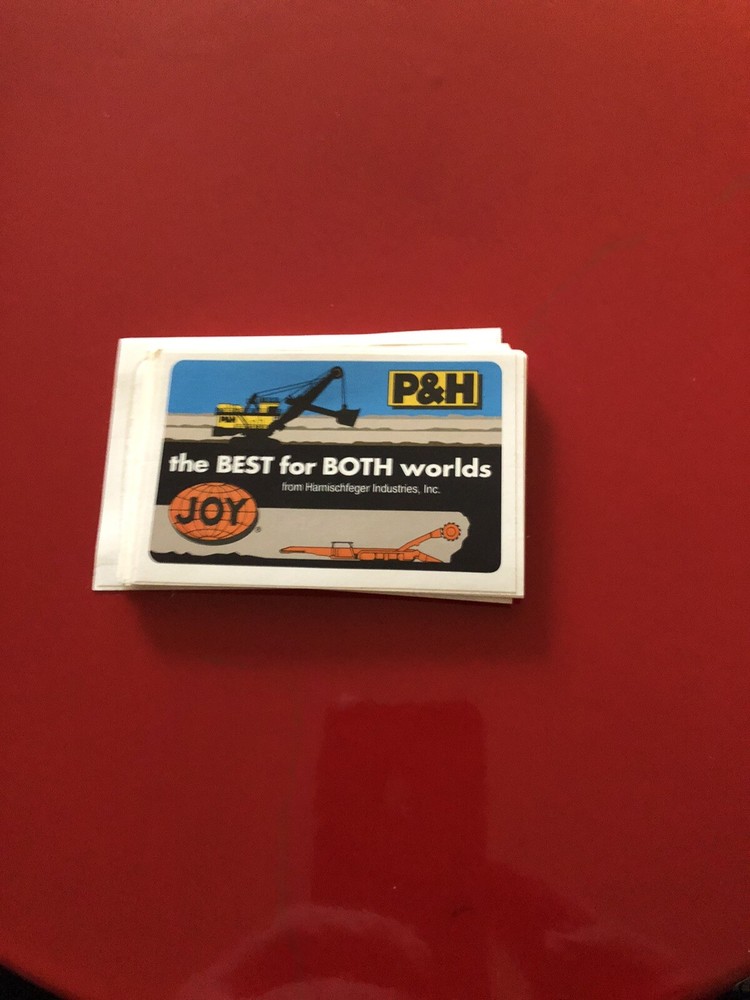 P&H
P&H
the BEST for BOTH worlds
from Harnischfeger Industries, Inc.
JOY
®